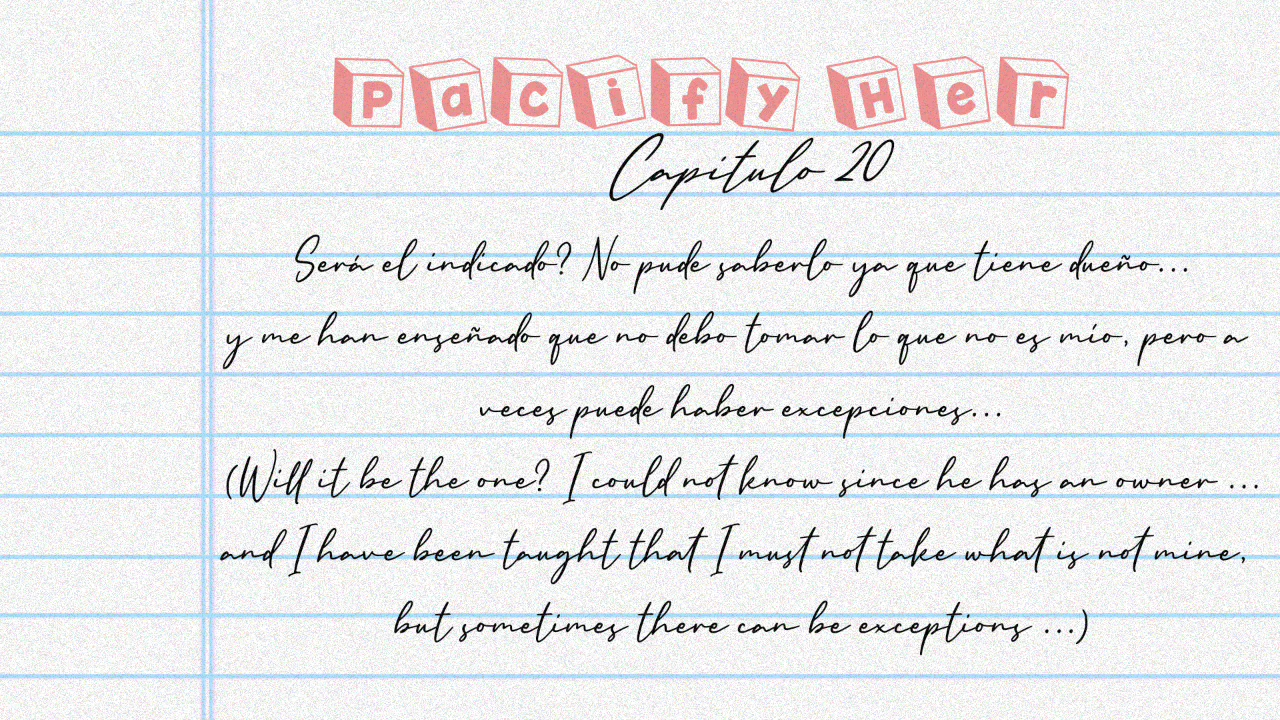 Pacify Her
Capitulo 20
Será el indicado? No pude saberlo ya que tiene dueño...
y me han enseñado que no debo tomar lo que no es mío, pero a
veces puede haber excepciones...
(Will it be the one? I could not know since he has an owner ...
and I have been taught that I must not take what is not mine,
but sometimes there can be exceptions ...)